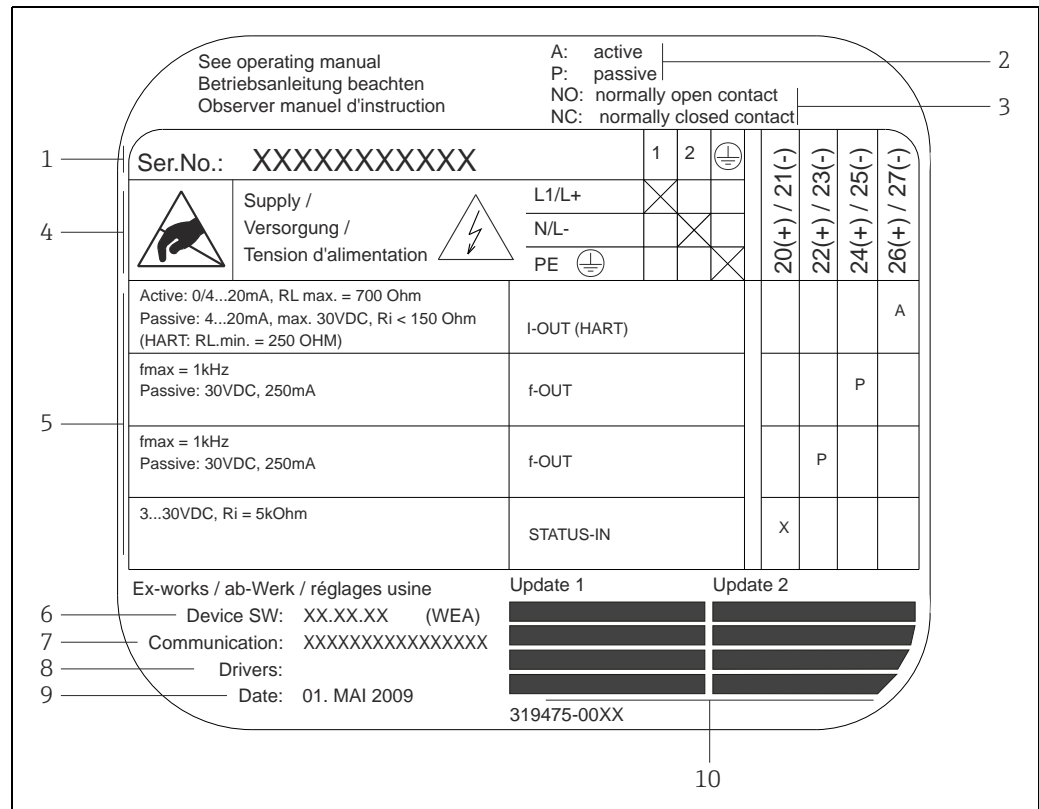 See operating manual
Betriebsanleitung beachten
Observer manuel d'instruction
A: active
P: passive
NO: normally open contact
NC: normally closed contact
2
3
1
Ser.No.: XXXXXXXXXXX
1 2
20(+) / 21(-)
22(+) / 23(-)
24(+) / 25(-)
26(+) / 27(-)
4
Supply /
Versorgung /
Tension d'alimentation
L1/L+
N/L-
PE
5
Active: 0/4...20mA, RL max. = 700 Ohm
Passive: 4...20mA, max. 30VDC, Ri < 150 Ohm
(HART: RL.min. = 250 OHM)
I-OUT (HART)
A
fmax = 1kHz
Passive: 30VDC, 250mA
f-OUT
P
fmax = 1kHz
Passive: 30VDC, 250mA
f-OUT
P
3...30VDC, Ri = 5kOhm
STATUS-IN
X
Ex-works / ab-Werk / réglages usine
Update 1
Update 2
6
Device SW: XX.XX.XX (WEA)
7
Communication: XXXXXXXXXXXXXXXX
8
Drivers:
9
Date: 01. MAI 2009
319475-00XX
10